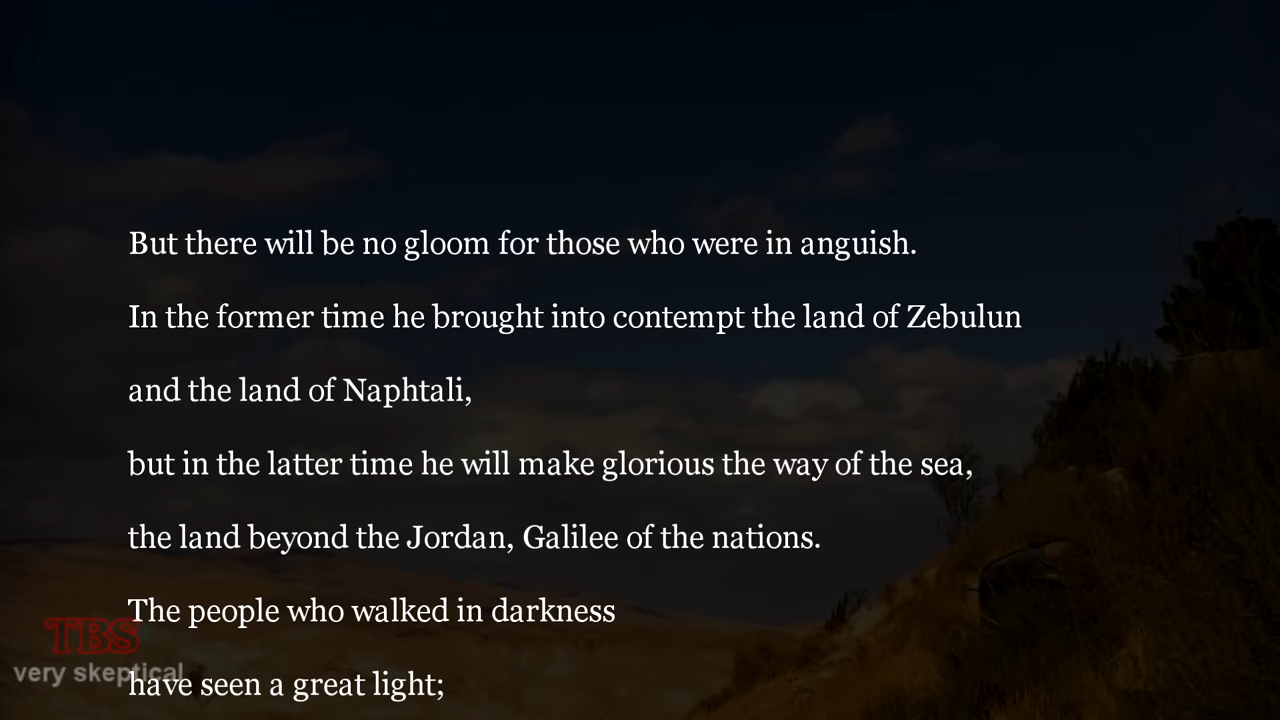 But there will be no gloom for those who were in anguish.
In the former time he brought into contempt the land of Zebulun
and the land of Naphtali,
but in the latter time he will make glorious the way of the sea,
the land beyond the Jordan, Galilee of the nations.
The people who walked in darkness
TBS
very skeptical
have seen a great light;